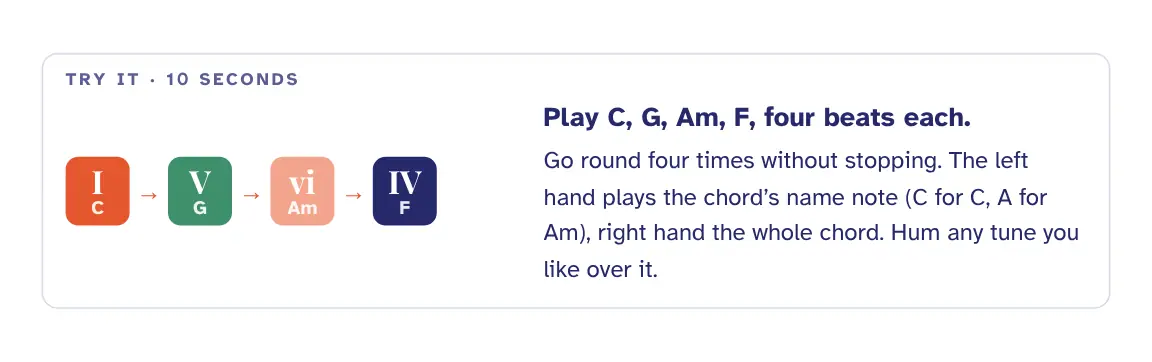 TRY IT · 10 SECONDS
I → V → vi → IV
C G Am F
Play C, G, Am, F, four beats each.
Go round four times without stopping. The left
hand plays the chord’s name note (C for C, A for
Am), right hand the whole chord. Hum any tune you
like over it.